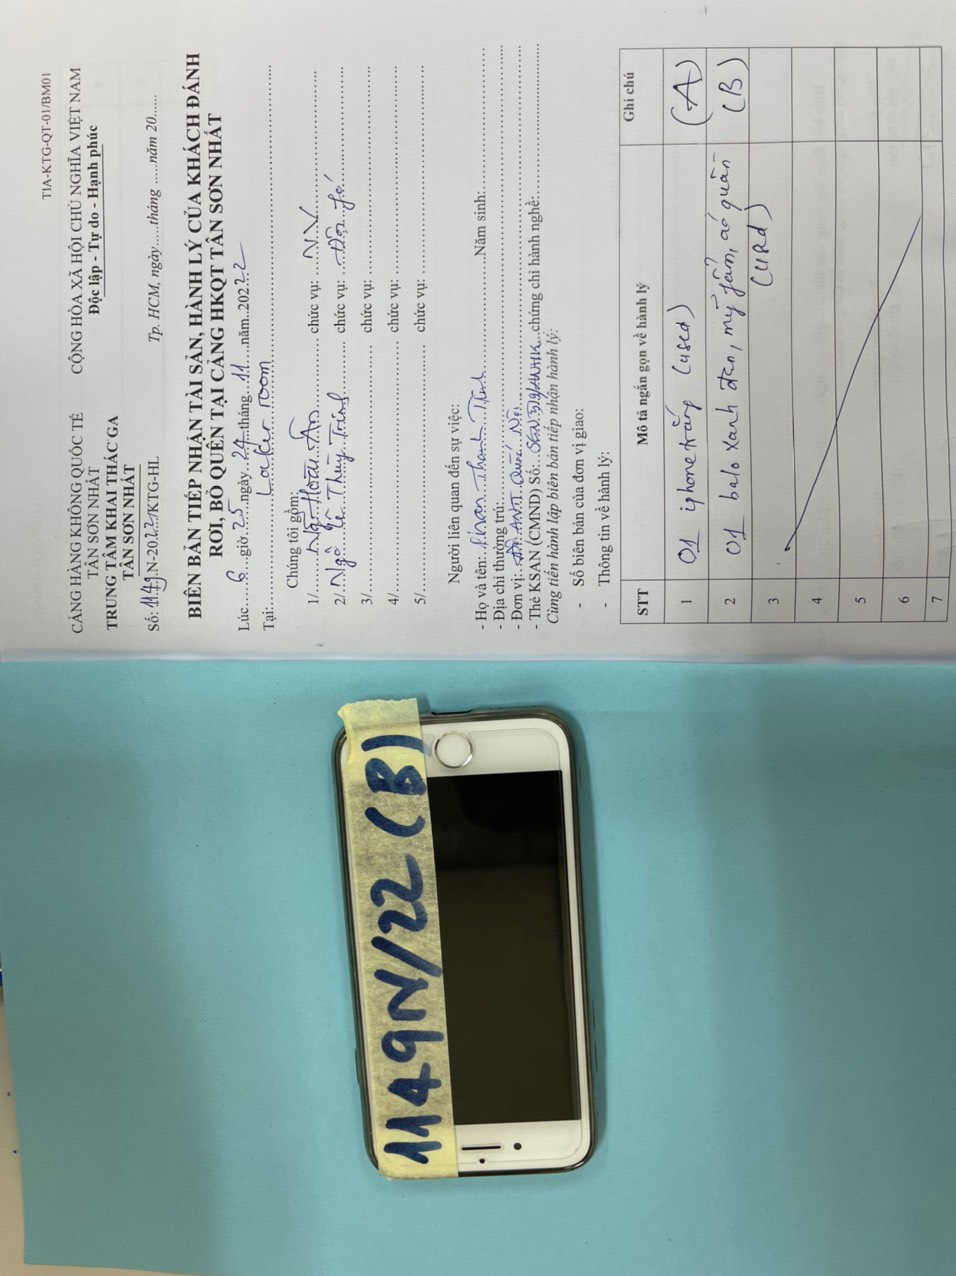 TIA-KTG-QT-01/BM01
CẢNG HÀNG KHÔNG QUỐC TẾ
TÂN SƠN NHẤT
TRUNG TÂM KHAI THÁC GA
TÂN SƠN NHẤT
Số: 1149.N-2022/KTG-HL
CỘNG HÒA XÃ HỘI CHỦ NGHĨA VIỆT NAM
Độc lập - Tự do - Hạnh phúc
Tp. HCM, ngày....tháng .....năm 20......
BIÊN BẢN TIẾP NHẬN TÀI SẢN, HÀNH LÝ CỦA KHÁCH ĐÁNH
RƠI, BỎ QUÊN TẠI CẢNG HKQT TÂN SƠN NHẤT
Lúc....6....giờ..25..ngày..24..tháng..11...năm..2022
Tại:..........Locker room
Chúng tôi gồm:
1/.....Ngô Hoài Ân........ chức vụ: ...N.V
2/.Ngô Lê Thùy Trang...... chức vụ: ....
3/........ chức vụ: ........
4/........ chức vụ: ........
5/........ chức vụ: ........
Người liên quan đến sự việc:
- Họ và tên:..Phan Thanh Thịnh..........Năm sinh:..........
- Địa chỉ thường trú:..........
- Đơn vị:..........
- Thẻ KSAN (CMND) Số:..........chứng chỉ hành nghề:..........
Cùng tiến hành lập biên bản tiếp nhận hành lý:
- Số biên bản của đơn vị giao:
- Thông tin về hành lý:
STT Mô tả ngắn gọn về hành lý Ghi chú
1 01 iphone trắng (used) (A)
2 01 balo xanh đen, mỹ phẩm, áo quần (B)
3 (used)
4
5
6
7
1149N/22 (B)